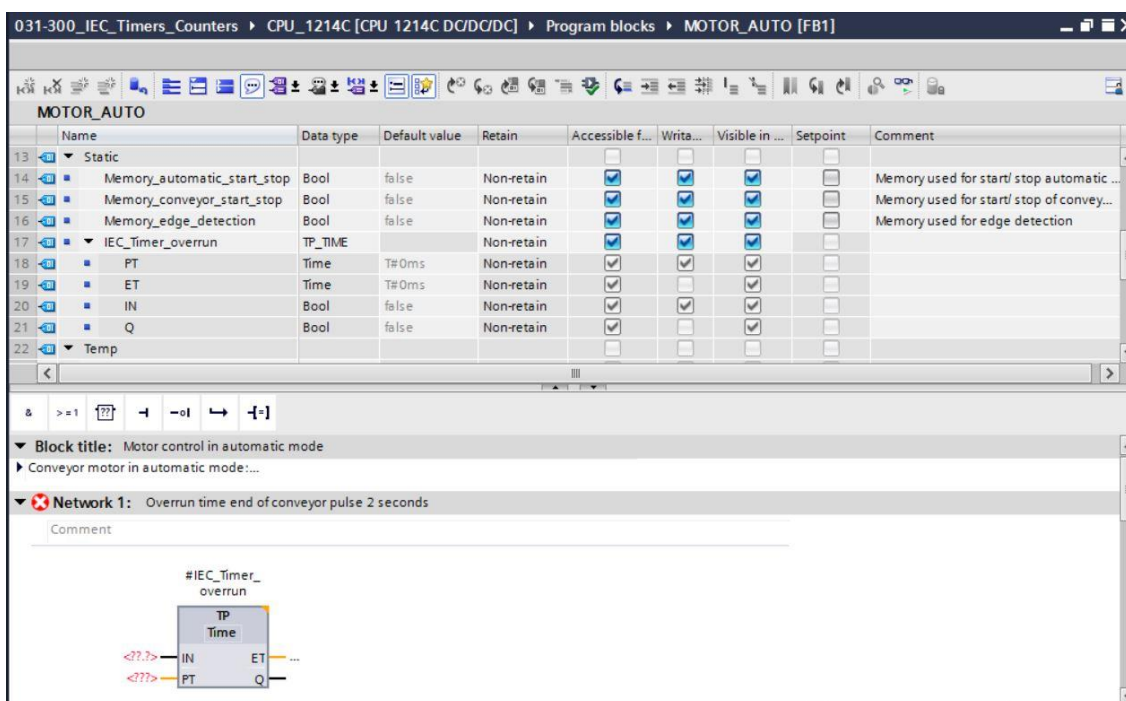 031-300_IEC_Timers_Counters ▸ CPU_1214C [CPU 1214C DC/DC/DC] ▸ Program blocks ▸ MOTOR_AUTO [FB1]
MOTOR_AUTO
Name Data type Default value Retain Accessible f... Writa... Visible in ... Setpoint Comment
13 Static
14 Memory_automatic_start_stop Bool false Non-retain Memory used for start/ stop automatic ...
15 Memory_conveyor_start_stop Bool false Non-retain Memory used for start/ stop of convey...
16 Memory_edge_detection Bool false Non-retain Memory used for edge detection
17 IEC_Timer_overrun TP_TIME Non-retain
18 PT Time T#0ms Non-retain
19 ET Time T#0ms Non-retain
20 IN Bool false Non-retain
21 Q Bool false Non-retain
22 Temp
& >=1 ?? -| -o| ↦ -[=]
Block title: Motor control in automatic mode
Conveyor motor in automatic mode:...
Network 1: Overrun time end of conveyor pulse 2 seconds
Comment
#IEC_Timer_
overrun
TP
Time
<??.?> IN ET ...
<???> PT Q